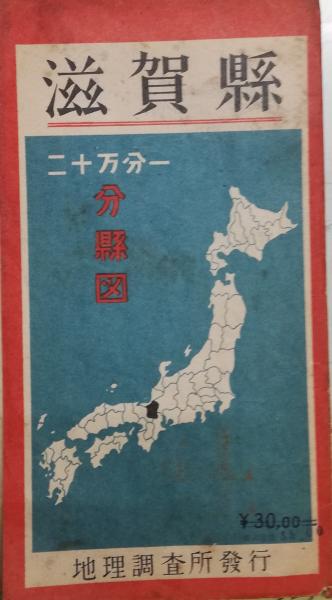 滋賀縣
二十万分一
分縣図
¥30.00
地理調査所發行